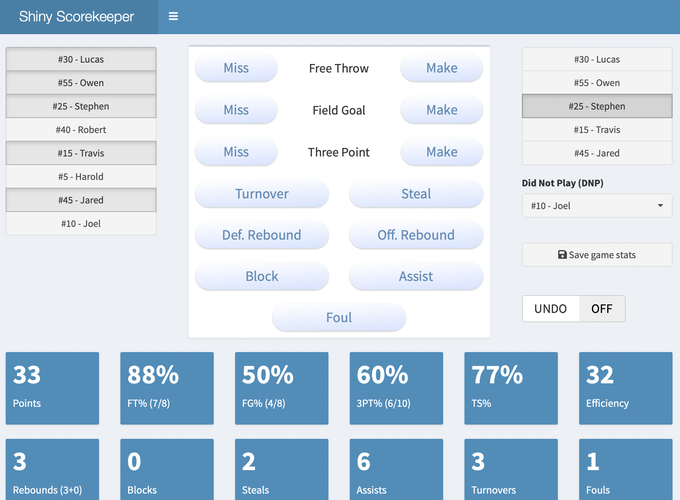 Shiny Scorekeeper
#30 - Lucas
#55 - Owen
#25 - Stephen
#40 - Robert
#15 - Travis
#5 - Harold
#45 - Jared
#10 - Joel
Miss Free Throw Make
Miss Field Goal Make
Miss Three Point Make
Turnover Steal
Def. Rebound Off. Rebound
Block Assist
Foul
#30 - Lucas
#55 - Owen
#25 - Stephen
#15 - Travis
#45 - Jared
Did Not Play (DNP)
#10 - Joel
Save game stats
UNDO OFF
33
Points
88%
FT% (7/8)
50%
FG% (4/8)
60%
3PT% (6/10)
77%
TS%
32
Efficiency
3
Rebounds (3+0)
0
Blocks
2
Steals
6
Assists
3
Turnovers
1
Fouls